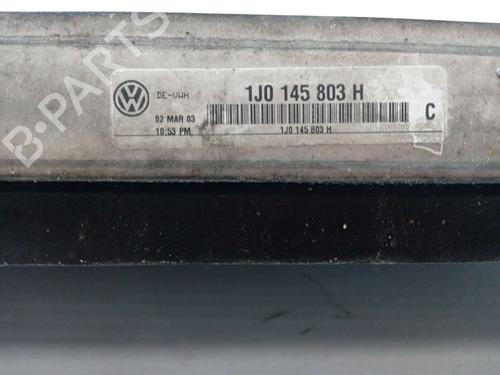 B-PARTS
DE-VWH
1J0 145 803 H
02 MAR 03
10:53 PM
C
1J0 145 803 H